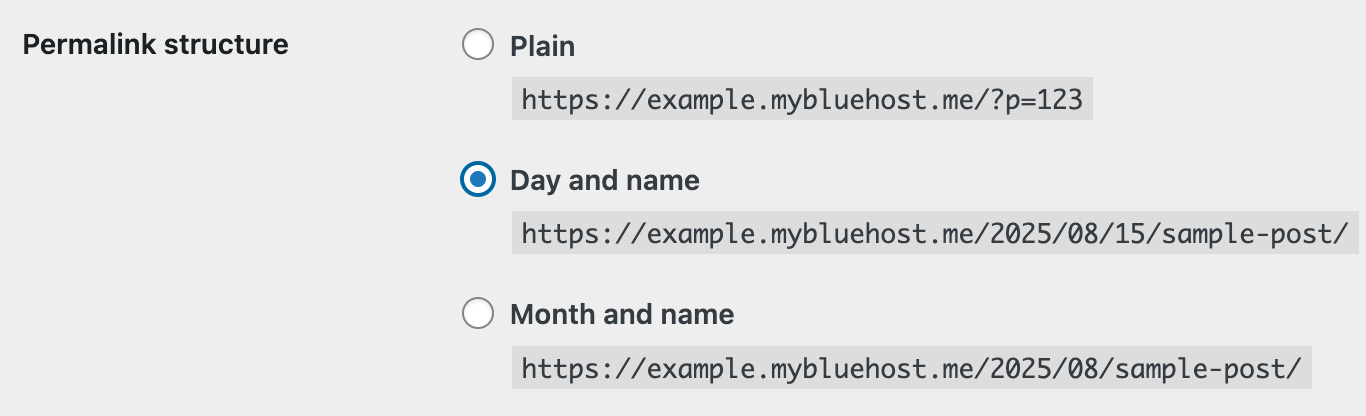 Permalink structure
Plain
https://example.mybluehost.me/?p=123
Day and name
https://example.mybluehost.me/2025/08/15/sample-post/
Month and name
https://example.mybluehost.me/2025/08/sample-post/